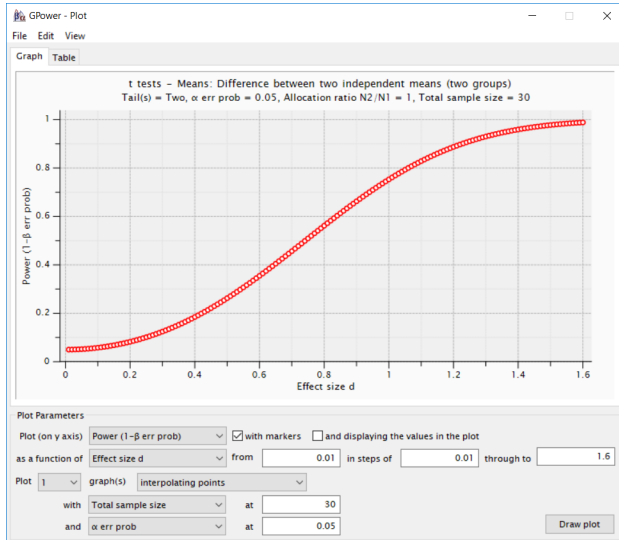 GPower - Plot
File Edit View
Graph Table
t tests – Means: Difference between two independent means (two groups)
Tail(s) = Two, α err prob = 0.05, Allocation ratio N2/N1 = 1, Total sample size = 30
Power (1-β err prob)
1
0.8
0.6
0.4
0.2
0
0 0.2 0.4 0.6 0.8 1 1.2 1.4 1.6
Effect size d
Plot Parameters
Plot (on y axis) Power (1-β err prob) with markers and displaying the values in the plot
as a function of Effect size d from 0.01 in steps of 0.01 through to 1.6
Plot 1 graph(s) interpolating points
with Total sample size at 30
and α err prob at 0.05 Draw plot